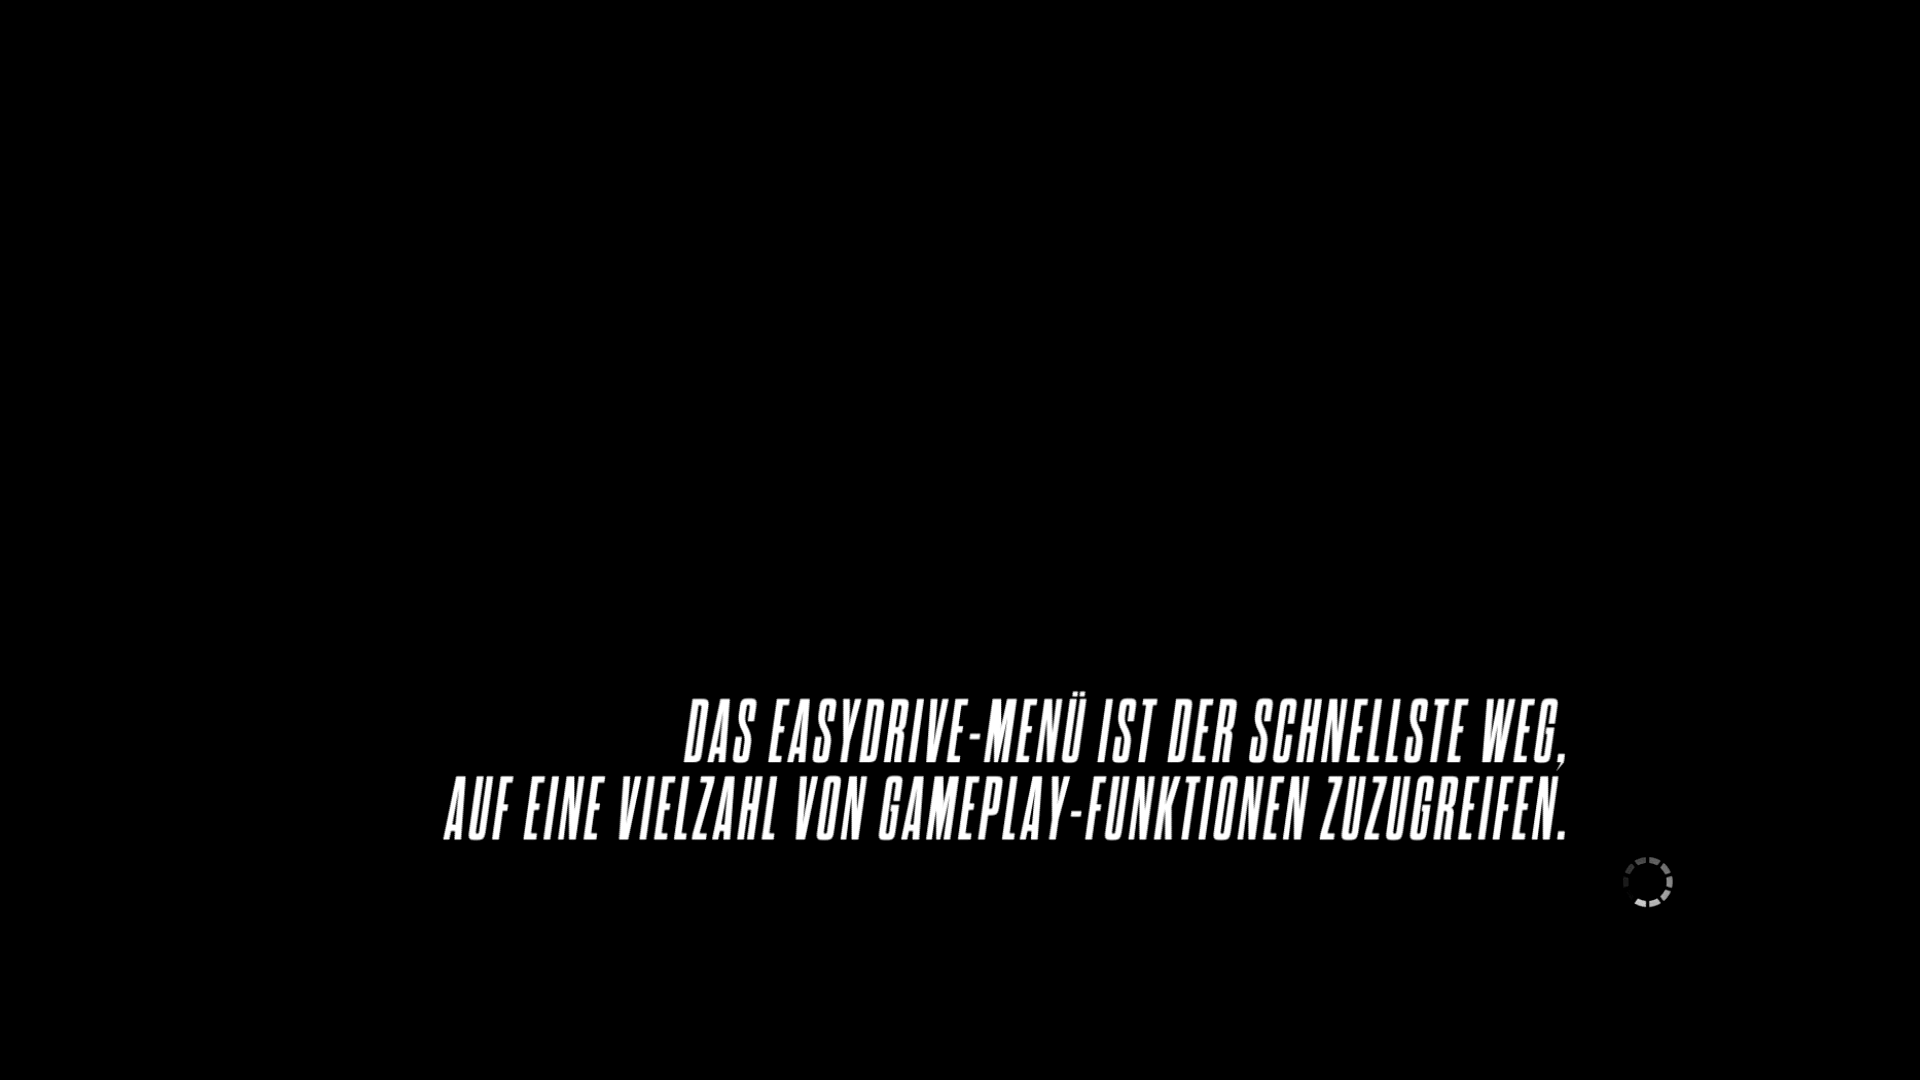 DAS EASYDRIVE-MENÜ IST DER SCHNELLSTE WEG,
AUF EINE VIELZAHL VON GAMEPLAY-FUNKTIONEN ZUZUGREIFEN.